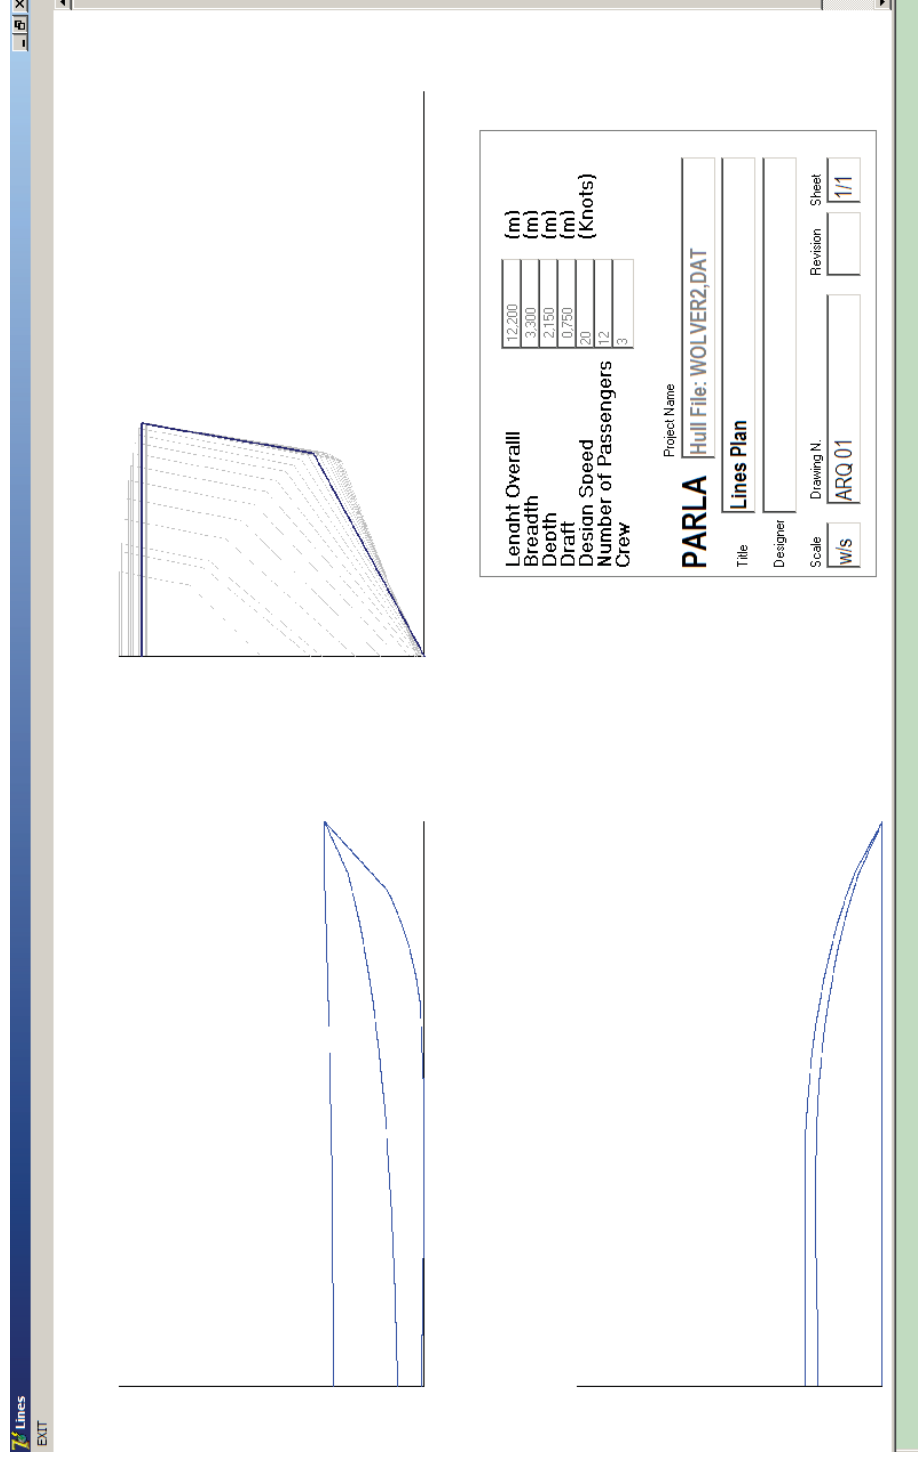 Lines
EXIT
Lenght Overalll 12,200 (m)
Breadth 3,300 (m)
Depth 2,150 (m)
Draft 0,750 (m)
Design Speed 20 (Knots)
Number of Passengers 12
Crew 3
Project Name
PARLA Hull File: WOLVER2,DAT
Title Lines Plan
Designer
Scale Drawing N. Revision Sheet
w/s ARQ 01 1/1